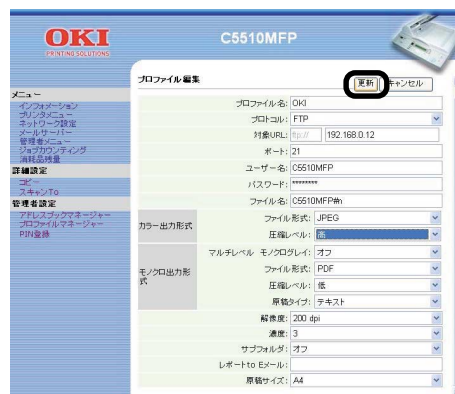 OKI
PRINTING SOLUTIONS
C5510MFP
プロファイル編集
更新
キャンセル
メニュー
インフォメーション
プリンタメニュー
ネットワーク設定
メールサーバー
管理者メニュー
ジョブカウンティング
消耗品残量
詳細設定
コピー
スキャンTo
管理者設定
アドレスブックマネージャー
プロファイルマネージャー
PIN登録
プロファイル名: OKI
プロトコル: FTP
対象URL: ftp:// 192.168.0.12
ポート: 21
ユーザー名: C5510MFP
パスワード: ********
ファイル名: C5510MFP#n
カラー出力形式
ファイル形式: JPEG
圧縮レベル: 高
モノクロ出力形式
マルチレベル モノクログレイ: オフ
ファイル形式: PDF
圧縮レベル: 低
原稿タイプ: テキスト
解像度: 200 dpi
濃度: 3
サブフォルダ: オフ
レポートto Eメール:
原稿サイズ: A4